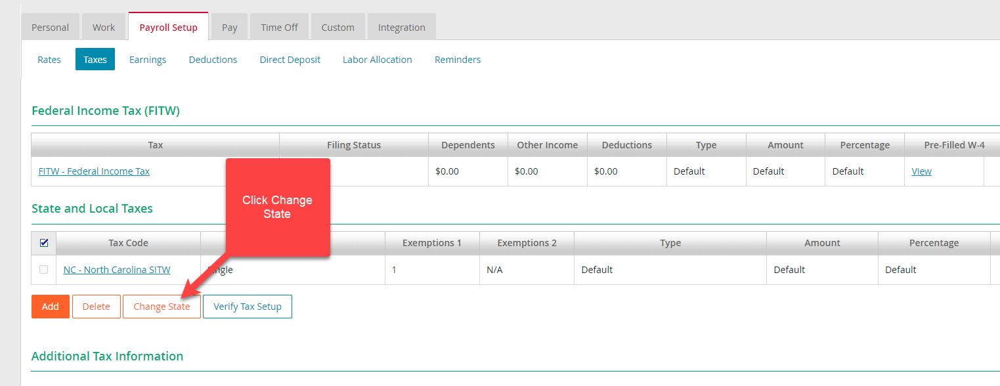 Personal Work Payroll Setup Pay Time Off Custom Integration
Rates Taxes Earnings Deductions Direct Deposit Labor Allocation Reminders
Federal Income Tax (FITW)
Tax Filing Status Dependents Other Income Deductions Type Amount Percentage Pre-Filled W-4
FITW - Federal Income Tax $0.00 $0.00 $0.00 Default Default Default View
Click Change
State
State and Local Taxes
Tax Code Exemptions 1 Exemptions 2 Type Amount Percentage
NC - North Carolina SITW Single 1 N/A Default Default Default
Add Delete Change State Verify Tax Setup
Additional Tax Information